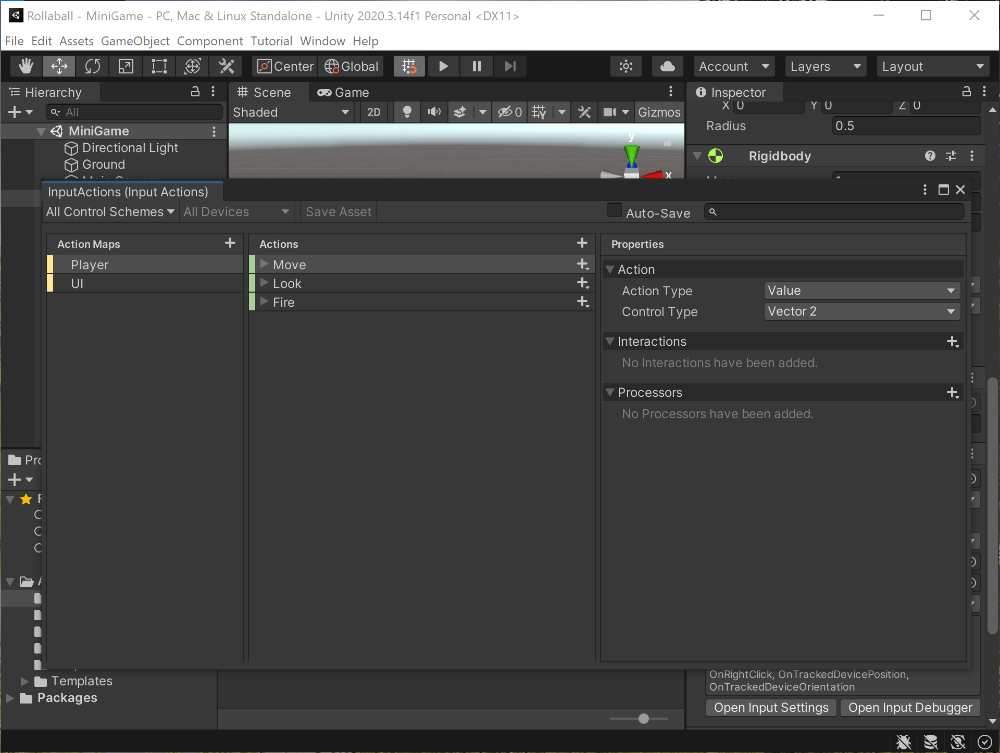 Rollaball - MiniGame - PC, Mac & Linux Standalone - Unity 2020.3.14f1 Personal <DX11>
File Edit Assets GameObject Component Tutorial Window Help
Center Global Account Layers Layout
Hierarchy
Scene Game
Inspector
All
Shaded 2D 0 Gizmos
X 0 Y 0 Z 0
Radius 0.5
MiniGame
Directional Light
Ground
y
x
Rigidbody
InputActions (Input Actions)
All Control Schemes All Devices Save Asset Auto-Save
Action Maps
Player
UI
Actions
Move
Look
Fire
Properties
Action
Action Type Value
Control Type Vector 2
Interactions
No Interactions have been added.
Processors
No Processors have been added.
Templates
Packages
OnRightClick, OnTrackedDevicePosition,
OnTrackedDeviceOrientation
Open Input Settings Open Input Debugger